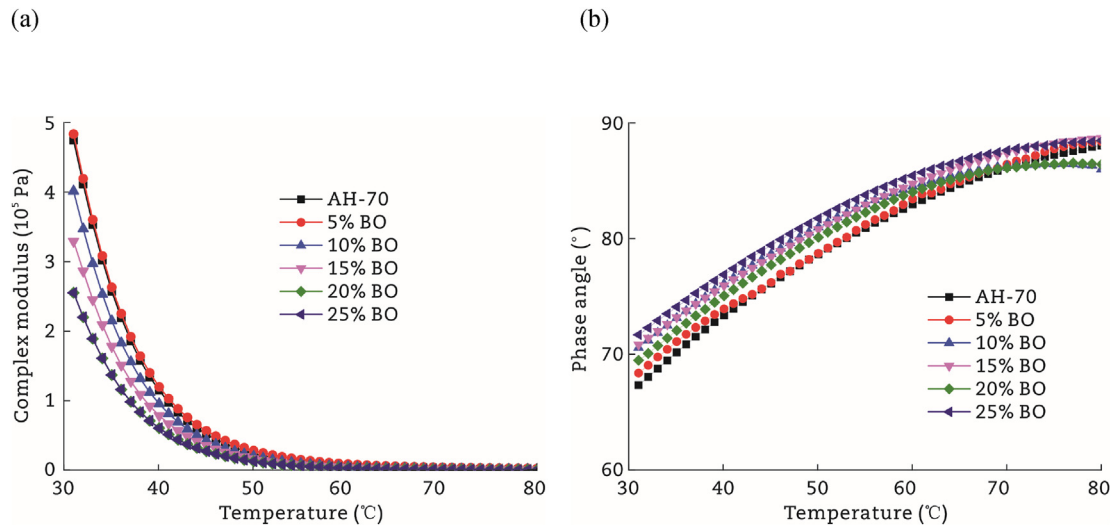 (a)
(b)
5
4
3
2
1
0
30
40
50
60
70
80
Complex modulus (10⁵ Pa)
Temperature (℃)
AH-70
5% BO
10% BO
15% BO
20% BO
25% BO
90
80
70
60
30
40
50
60
70
80
Phase angle (°)
Temperature (℃)
AH-70
5% BO
10% BO
15% BO
20% BO
25% BO